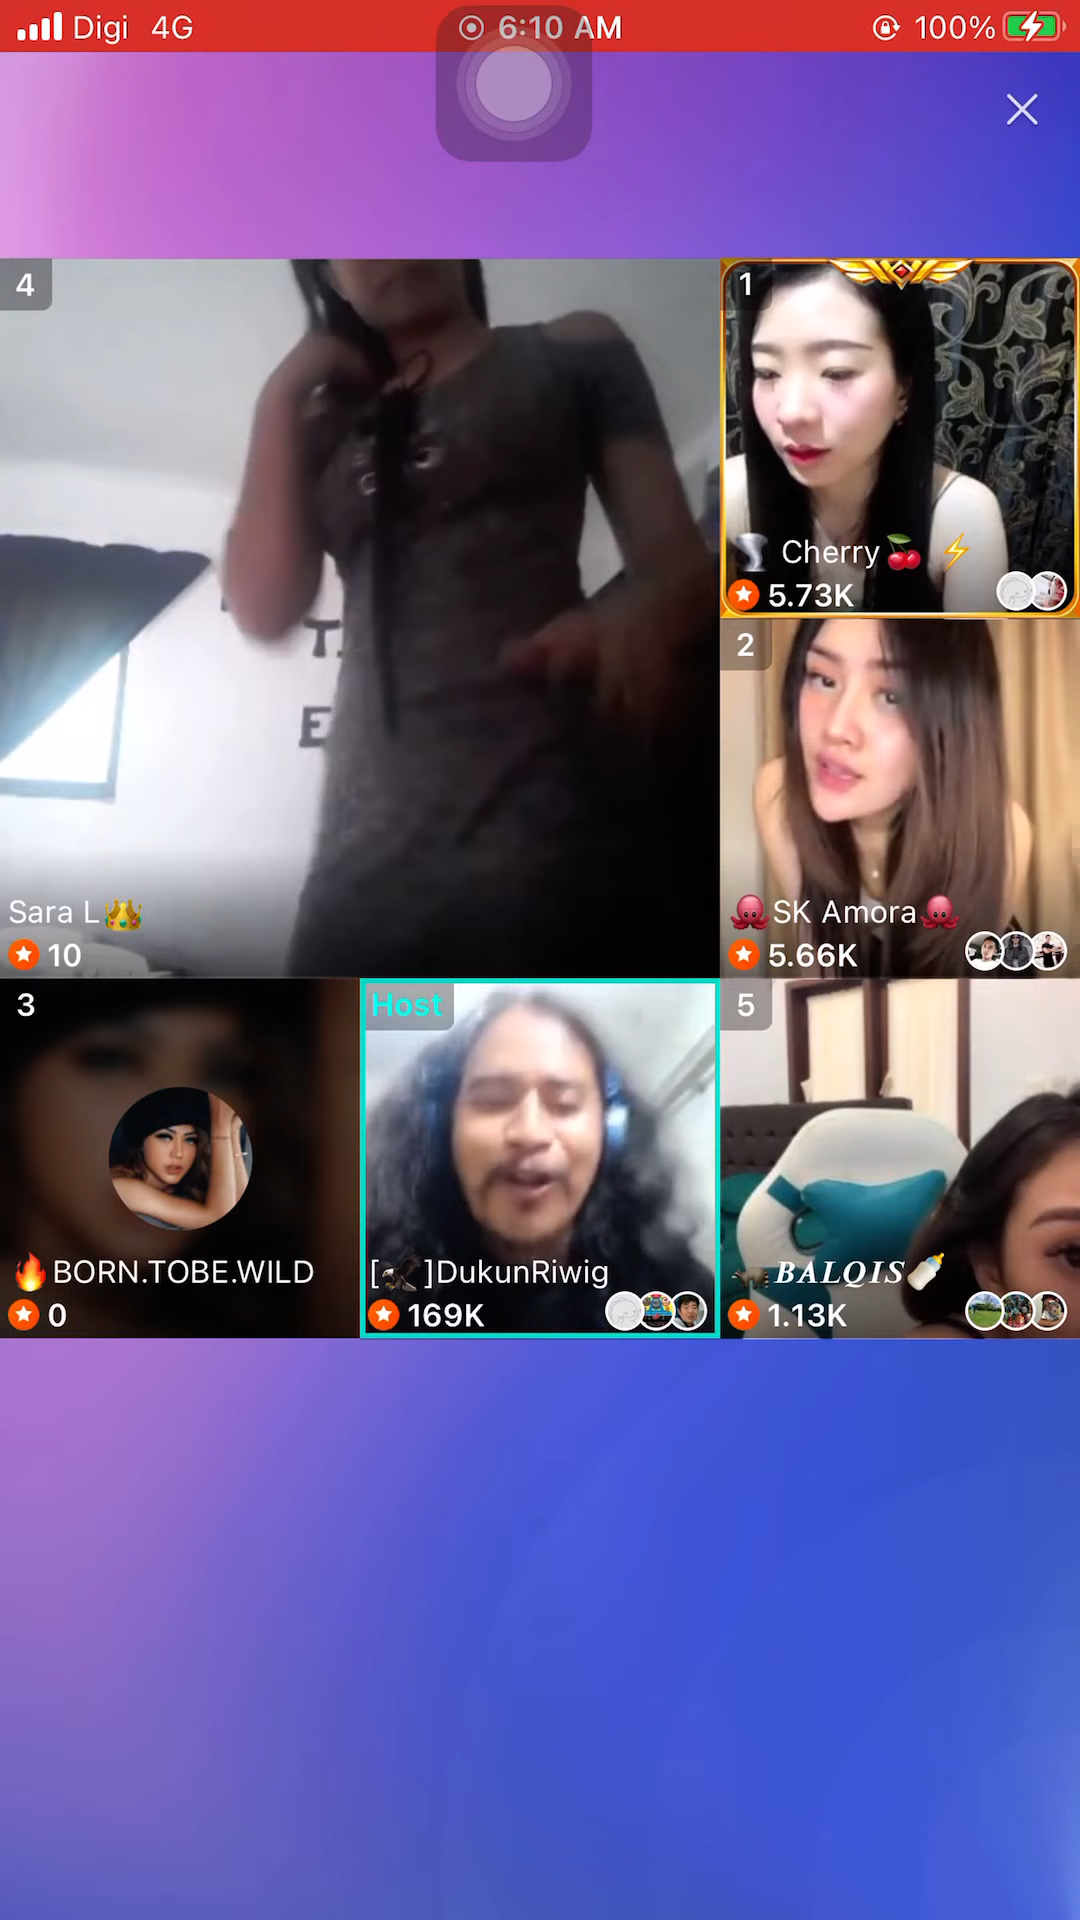 Digi 4G 6:10 AM 100%
4
T
E
Sara L👑
10
1
🌪️ Cherry🍒 ⚡
5.73K
2
🐙SK Amora🐙
5.66K
3
🔥BORN.TOBE.WILD
0
Host
[🦅]DukunRiwig
169K
5
𝑩𝑨𝑳𝑸𝑰𝑺🍼
1.13K